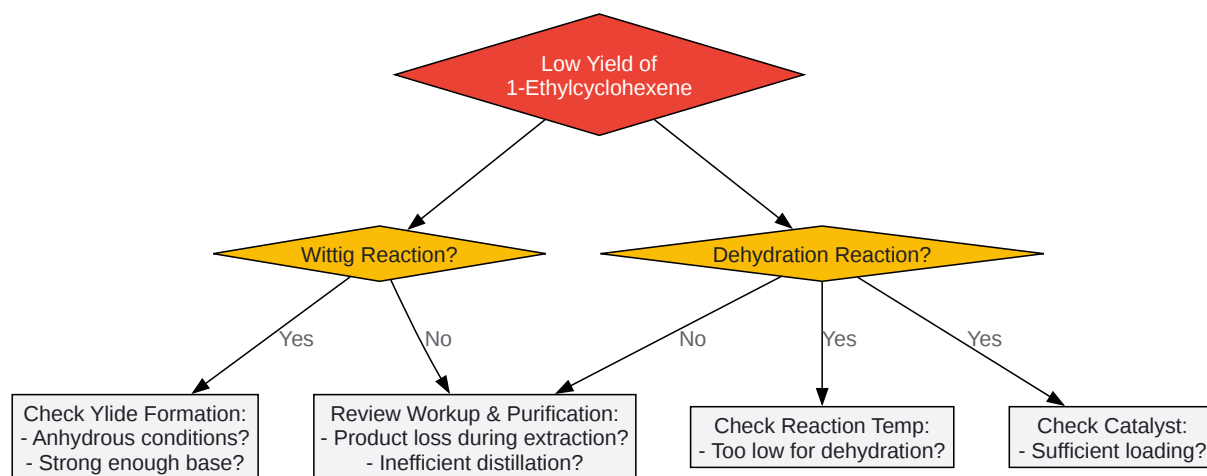 Low Yield of
1-Ethylcyclohexene
Wittig Reaction?
Dehydration Reaction?
Yes
No
No
Yes
Yes
Check Ylide Formation:
- Anhydrous conditions?
- Strong enough base?
Review Workup & Purification:
- Product loss during extraction?
- Inefficient distillation?
Check Reaction Temp:
- Too low for dehydration?
Check Catalyst:
- Sufficient loading?